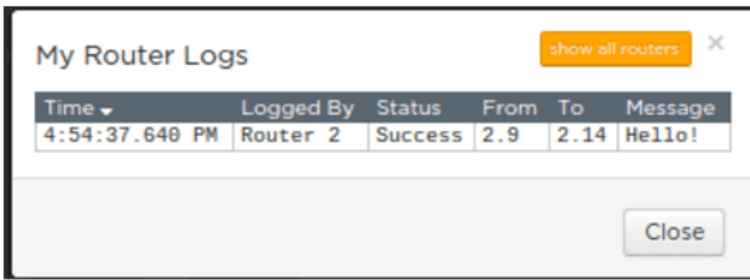 My Router Logs show all routers ×
Time Logged By Status From To Message
4:54:37.640 PM Router 2 Success 2.9 2.14 Hello!
Close